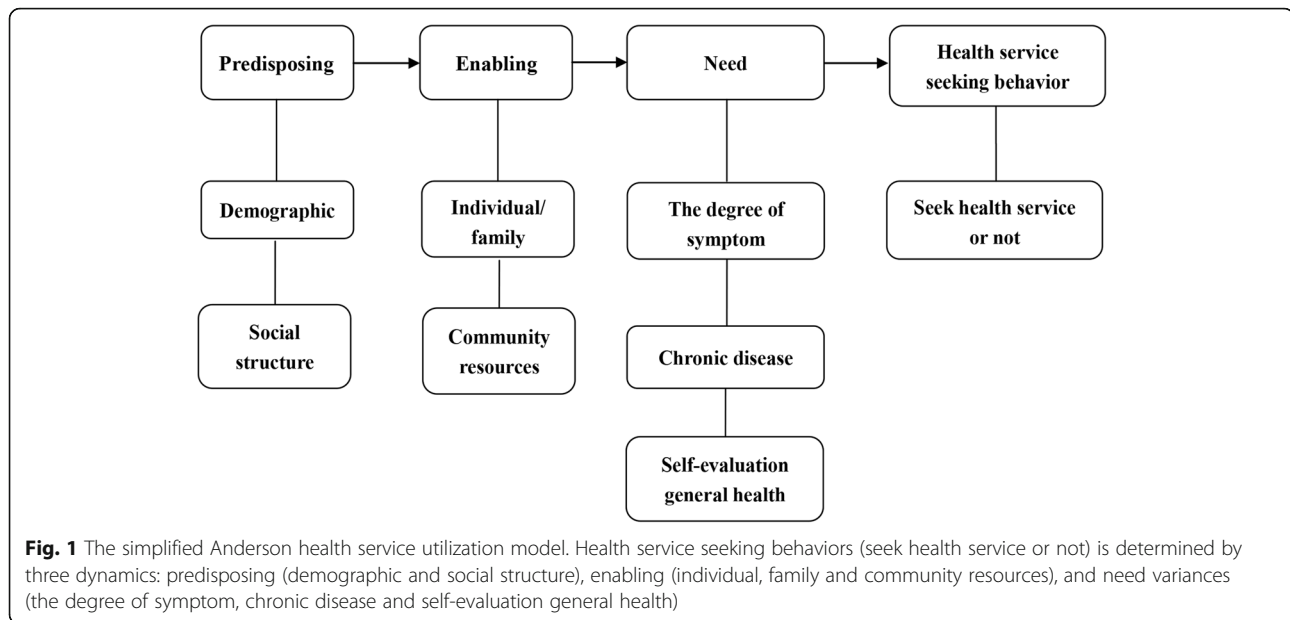 Predisposing
Enabling
Need
Health service
seeking behavior
Demographic
Individual/
family
The degree of
symptom
Seek health service
or not
Social
structure
Community
resources
Chronic disease
Self-evaluation
general health
Fig. 1 The simplified Anderson health service utilization model. Health service seeking behaviors (seek health service or not) is determined by
three dynamics: predisposing (demographic and social structure), enabling (individual, family and community resources), and need variances
(the degree of symptom, chronic disease and self-evaluation general health)